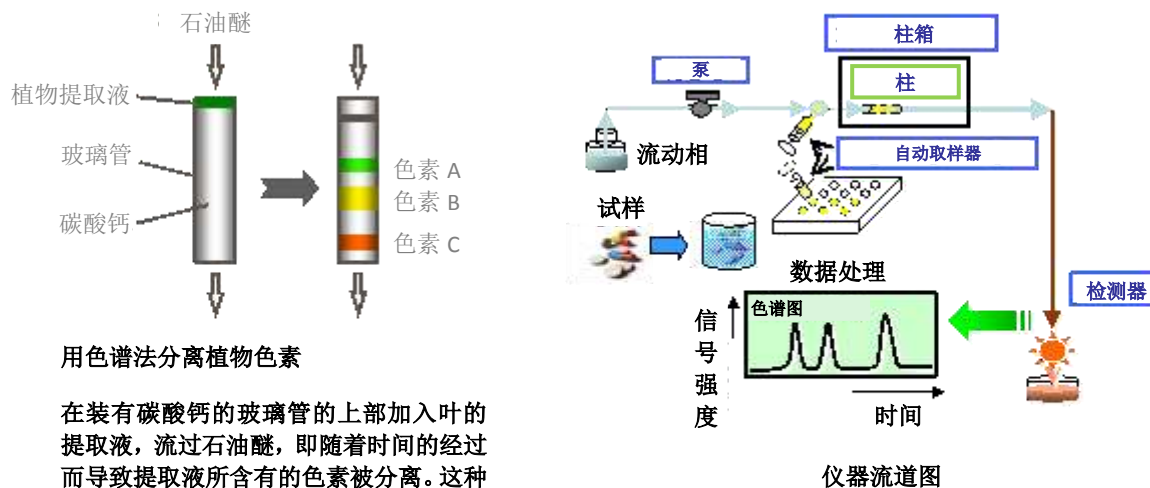 石油醚
植物提取液
玻璃管
碳酸钙
色素 A
色素 B
色素 C
用色谱法分离植物色素
在装有碳酸钙的玻璃管的上部加入叶的
提取液，流过石油醚，即随着时间的经过
而导致提取液所含有的色素被分离。这种
柱箱
泵
柱
流动相
自动取样器
试样
数据处理
检测器
色谱图
信号强度
时间
仪器流道图